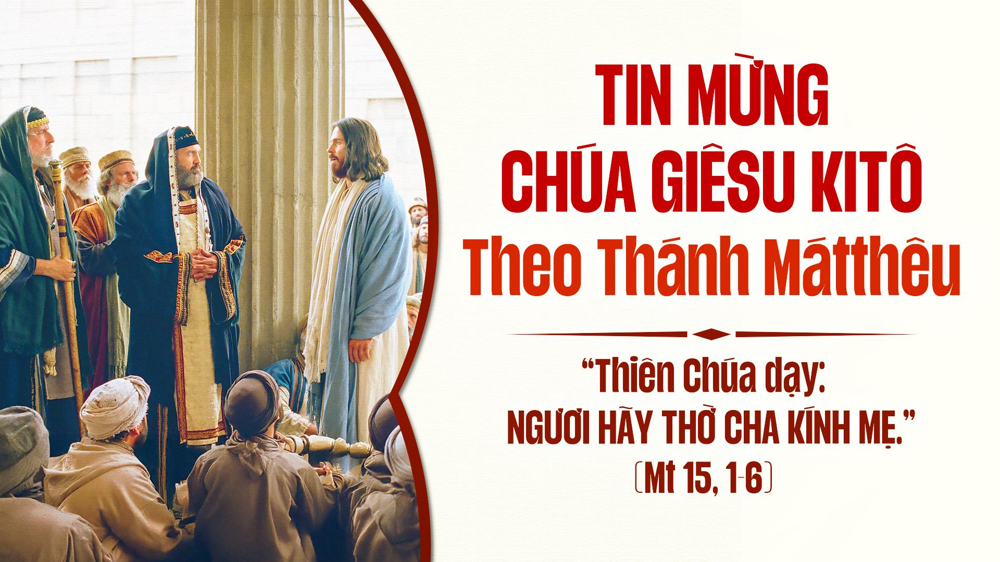 TIN MỪNG
CHÚA GIÊSU KITÔ
Theo Thánh Mátthêu
“Thiên Chúa dạy:
NGƯƠI HÃY THỜ CHA KÍNH MẸ.”
(Mt 15, 1-6)